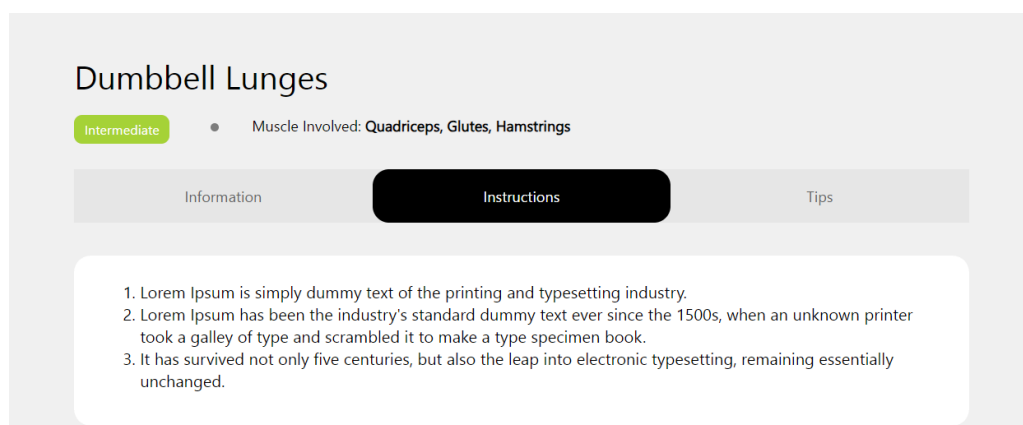 Dumbbell Lunges
Intermediate
Muscle Involved: Quadriceps, Glutes, Hamstrings
Information
Instructions
Tips
1. Lorem Ipsum is simply dummy text of the printing and typesetting industry.
2. Lorem Ipsum has been the industry's standard dummy text ever since the 1500s, when an unknown printer
took a galley of type and scrambled it to make a type specimen book.
3. It has survived not only five centuries, but also the leap into electronic typesetting, remaining essentially
unchanged.